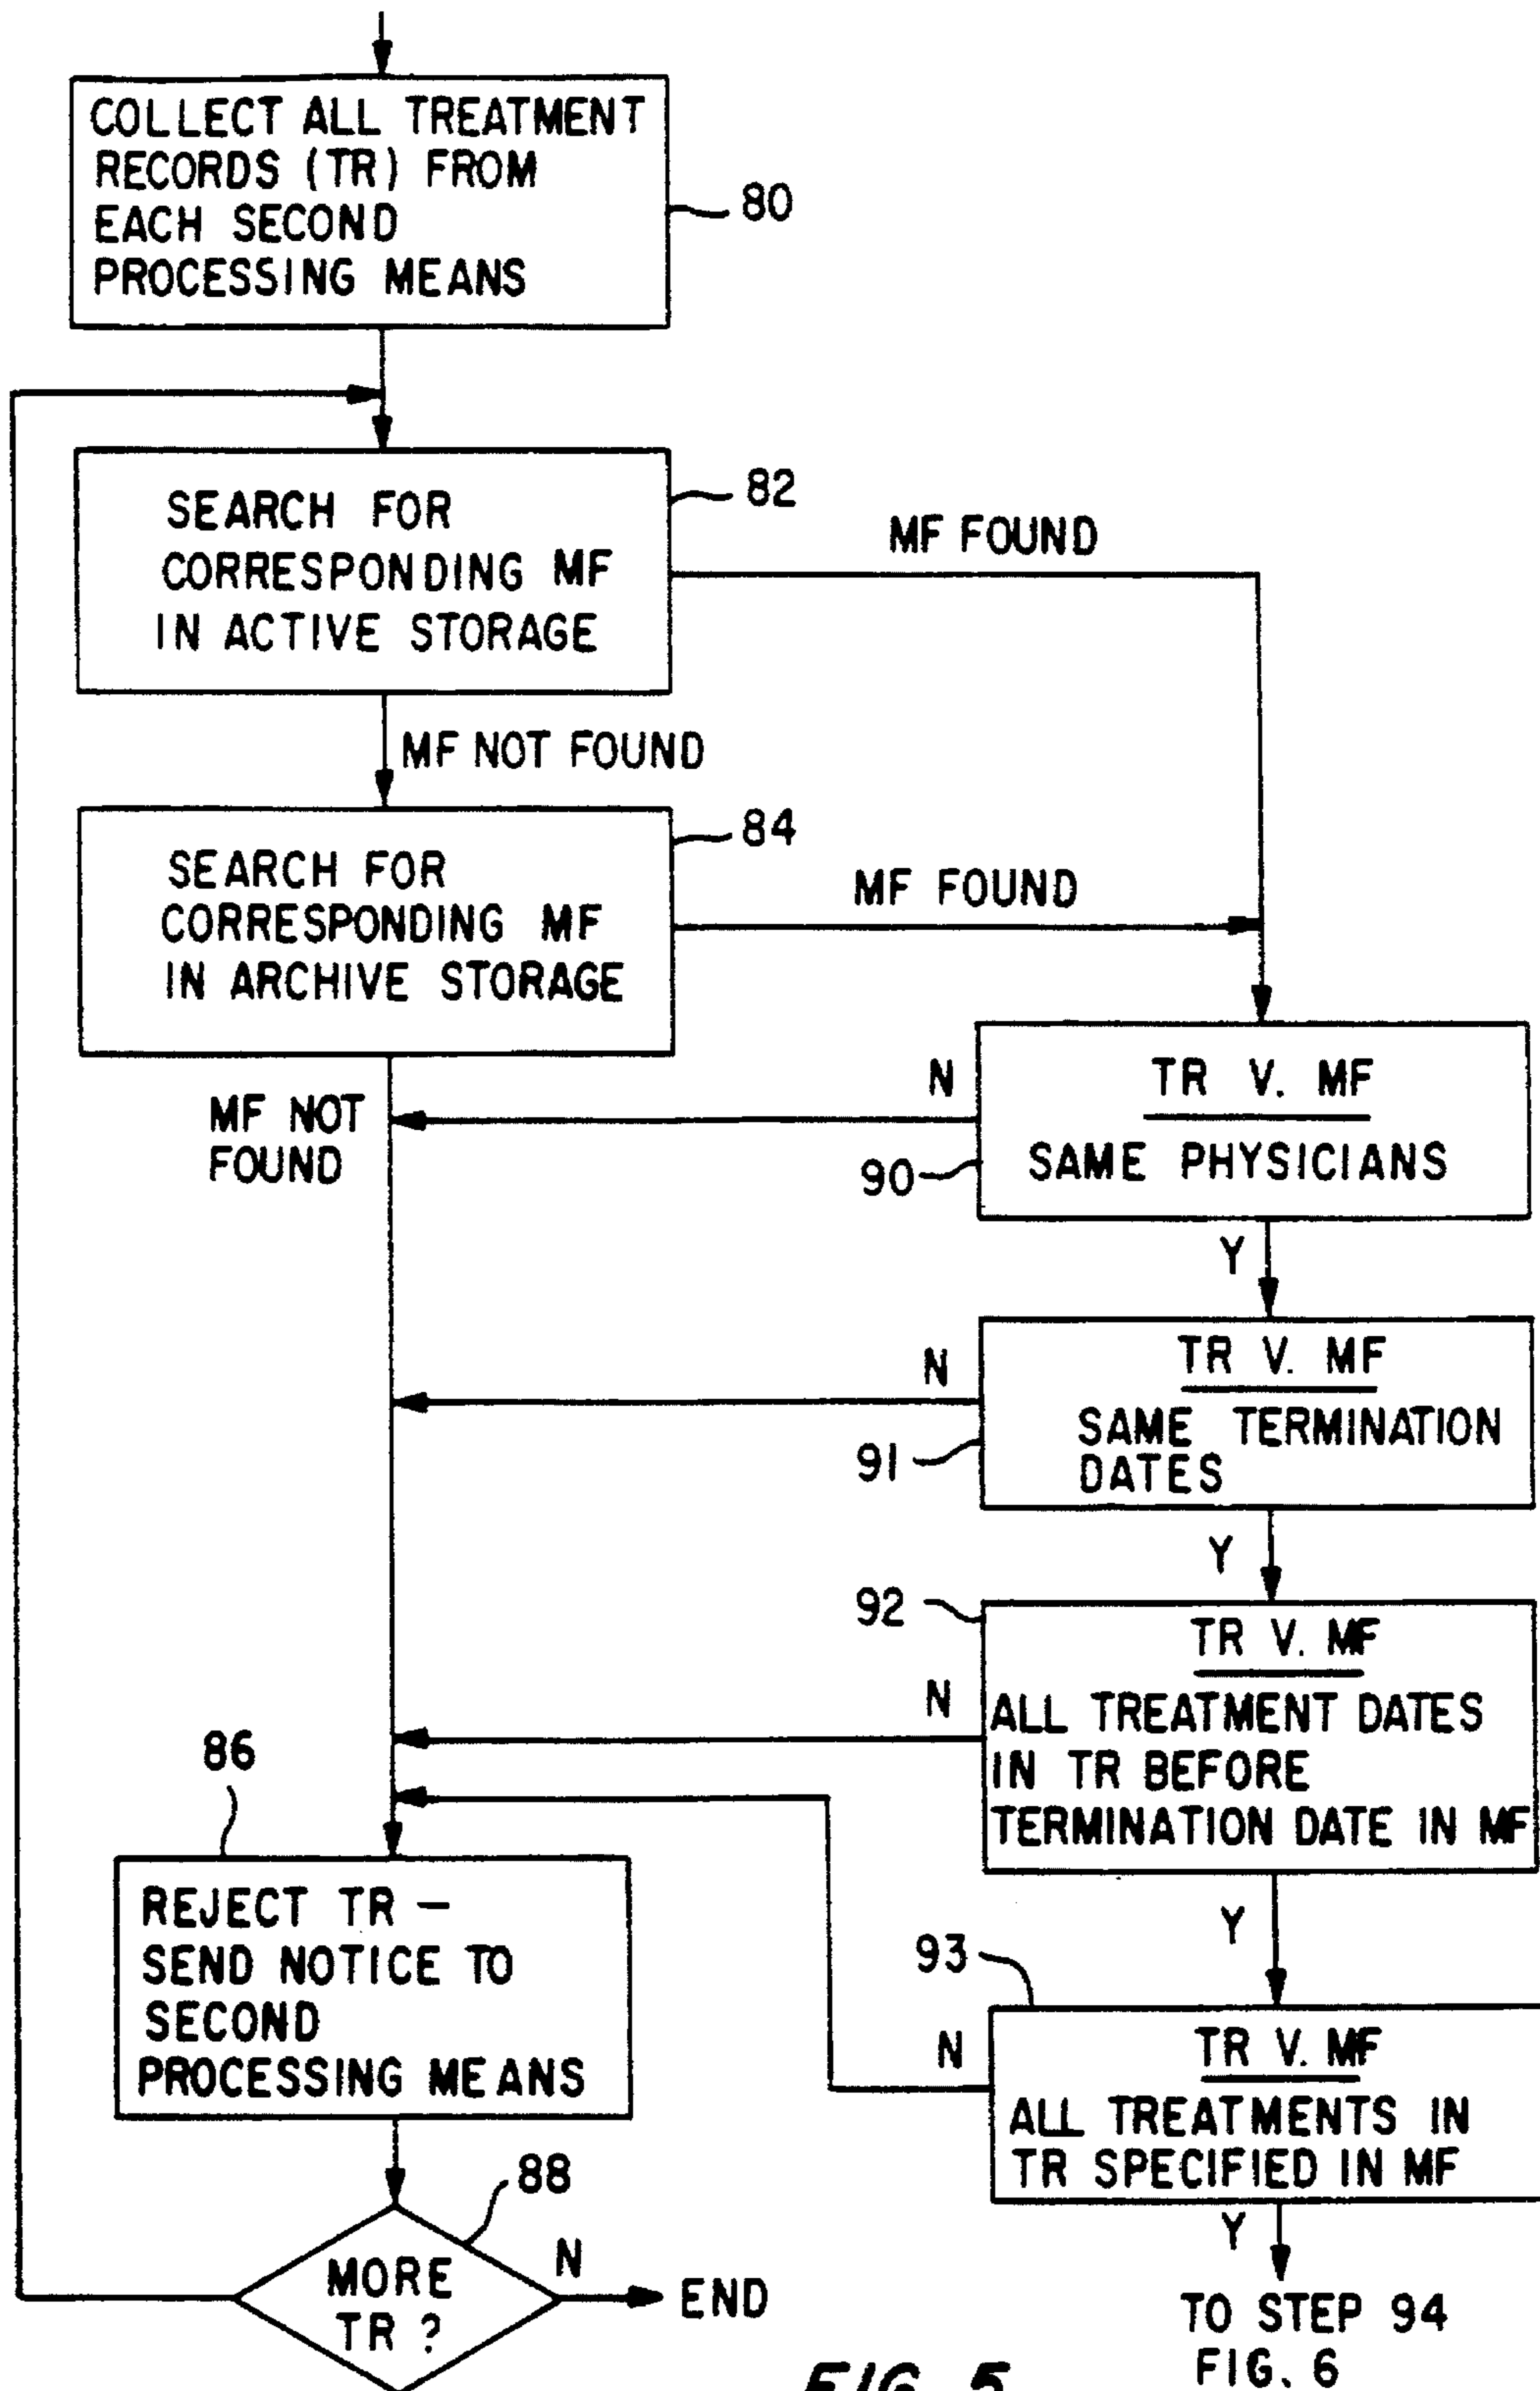 COLLECT ALL TREATMENT
RECORDS (TR) FROM
EACH SECOND
PROCESSING MEANS
80
SEARCH FOR
CORRESPONDING MF
IN ACTIVE STORAGE
82
MF FOUND
MF NOT FOUND
SEARCH FOR
CORRESPONDING MF
IN ARCHIVE STORAGE
84
MF FOUND
MF NOT
FOUND
N
TR V. MF
SAME PHYSICIANS
90
Y
N
TR V. MF
SAME TERMINATION
DATES
91
Y
92
N
TR V. MF
ALL TREATMENT DATES
IN TR BEFORE
TERMINATION DATE IN MF
Y
86
REJECT TR –
SEND NOTICE TO
SECOND
PROCESSING MEANS
93
N
TR V. MF
ALL TREATMENTS IN
TR SPECIFIED IN MF
Y
88
MORE
TR ?
N
END
TO STEP 94
FIG. 6
FIG. 5